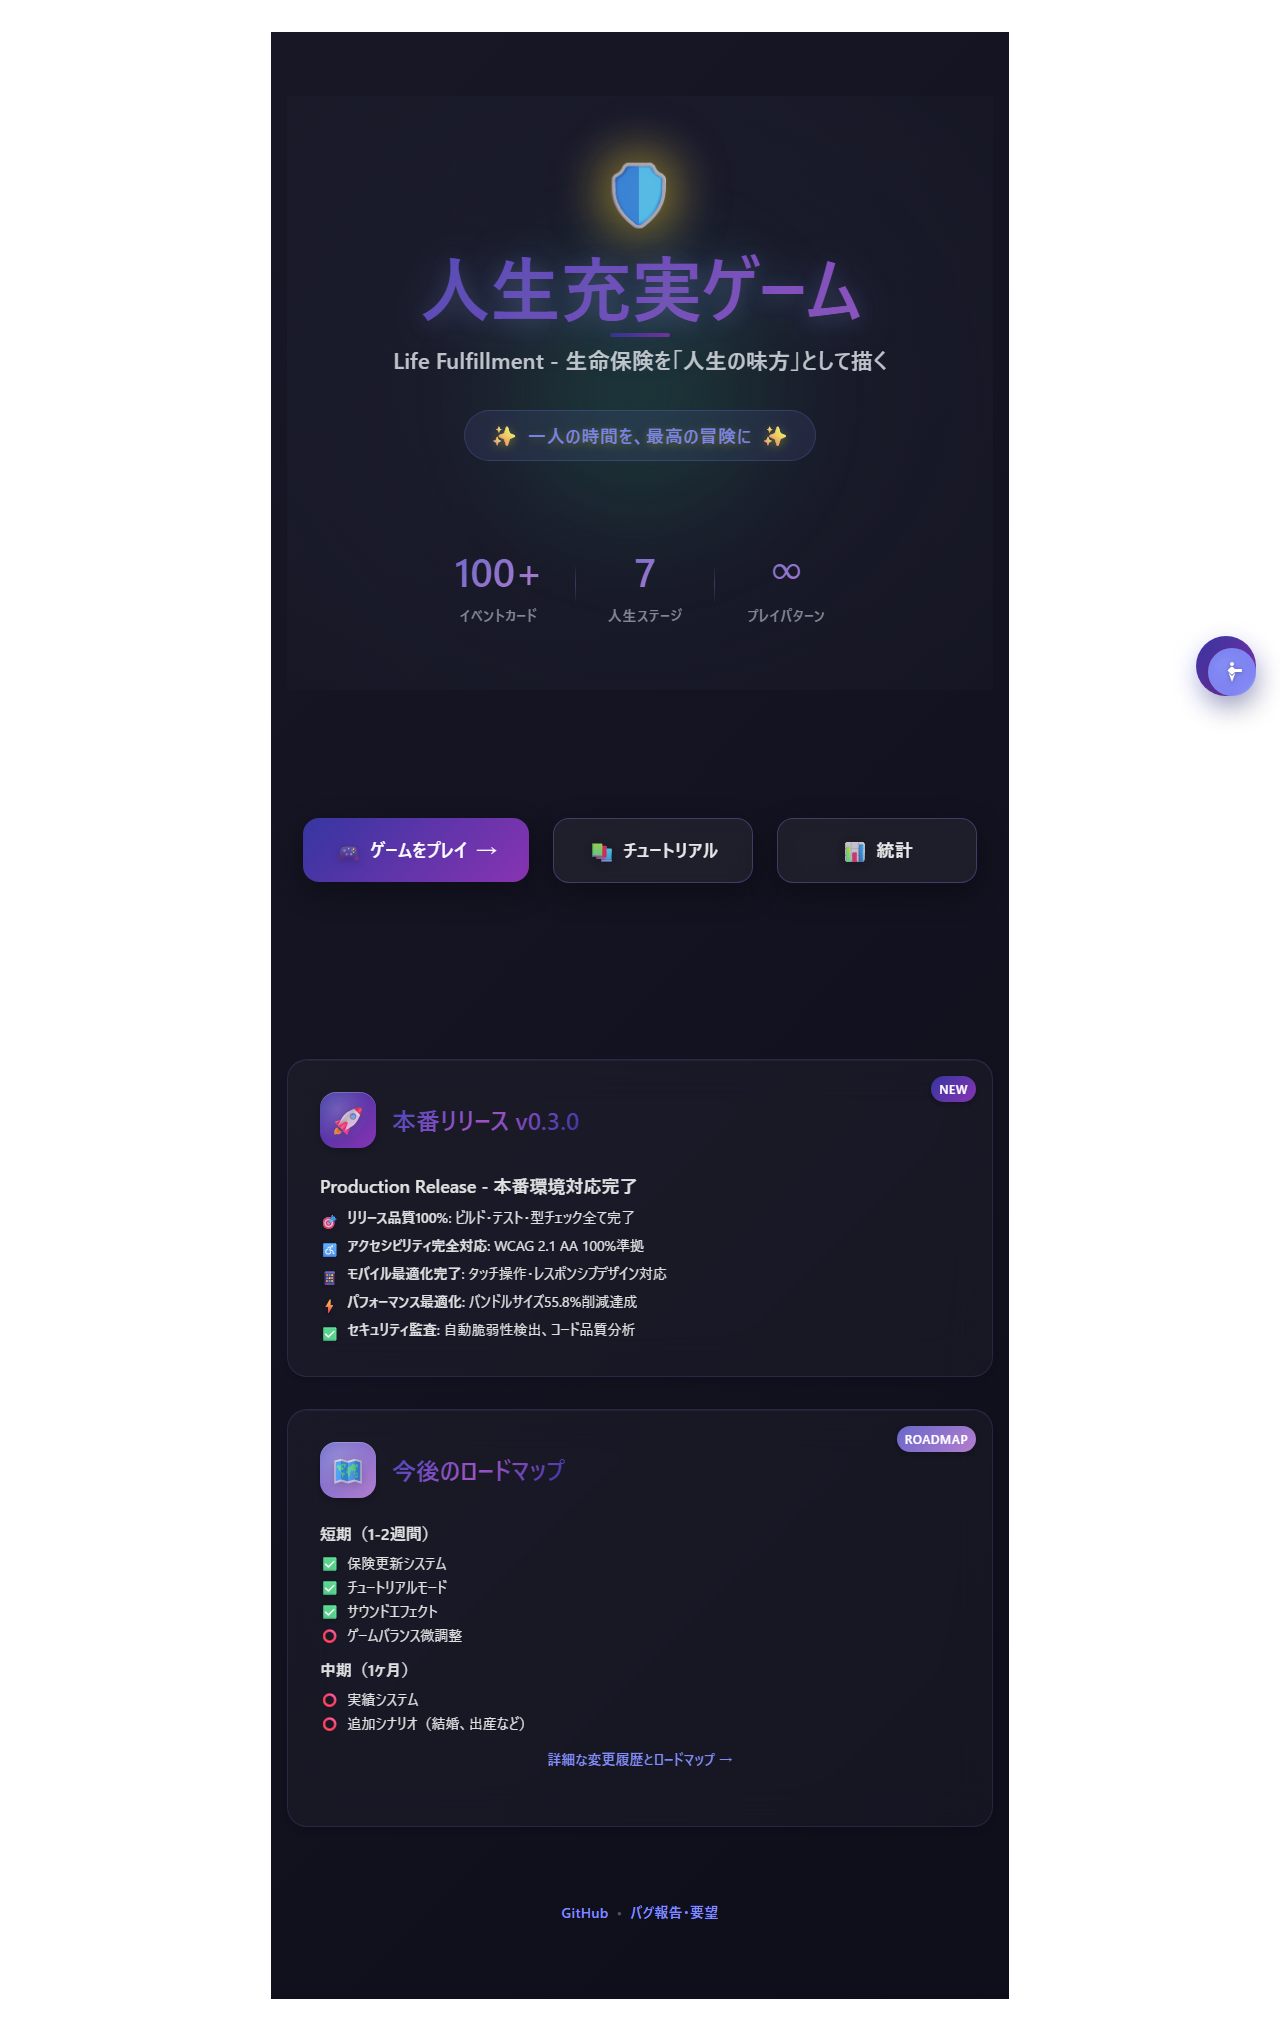 人生充実ゲーム
Life Fulfillment - 生命保険を「人生の味方」として描く
✨ 一人の時間を、最高の冒険に ✨
100+
イベントカード
7
人生ステージ
∞
プレイパターン
🎮 ゲームをプレイ →
📚 チュートリアル
📊 統計
NEW
本番リリース v0.3.0
Production Release - 本番環境対応完了
🎯 リリース品質100%: ビルド・テスト・型チェック全て完了
♿ アクセシビリティ完全対応: WCAG 2.1 AA 100%準拠
📱 モバイル最適化完了: タッチ操作・レスポンシブデザイン対応
⚡ パフォーマンス最適化: バンドルサイズ55.8%削減達成
✅ セキュリティ監査: 自動脆弱性検出、コード品質分析
ROADMAP
今後のロードマップ
短期（1-2週間）
✅ 保険更新システム
✅ チュートリアルモード
✅ サウンドエフェクト
⭕ ゲームバランス微調整
中期（1ヶ月）
⭕ 実績システム
⭕ 追加シナリオ（結婚、出産など）
詳細な変更履歴とロードマップ →
GitHub • バグ報告・要望